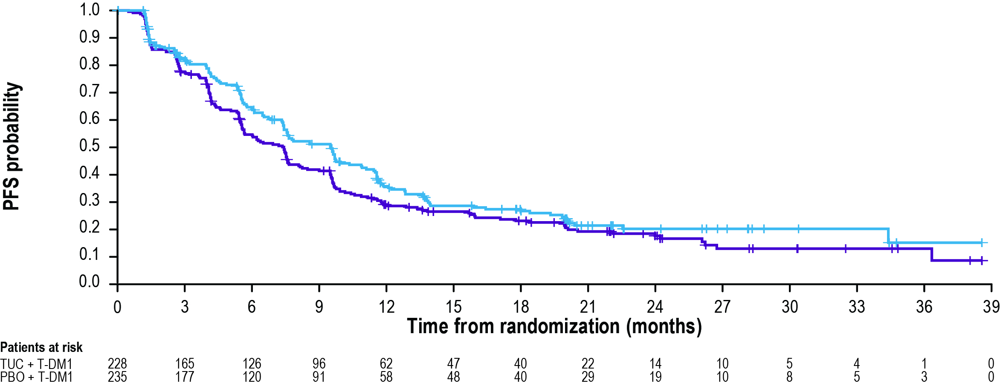 1.0
0.9
0.8
0.7
0.6
0.5
0.4
0.3
0.2
0.1
0.0
PFS probability
0 3 6 9 12 15 18 21 24 27 30 33 36 39
Time from randomization (months)
Patients at risk
TUC + T-DM1 228 165 126 96 62 47 40 22 14 10 5 4 1 0
PBO + T-DM1 235 177 120 91 58 48 40 29 19 10 8 5 3 0